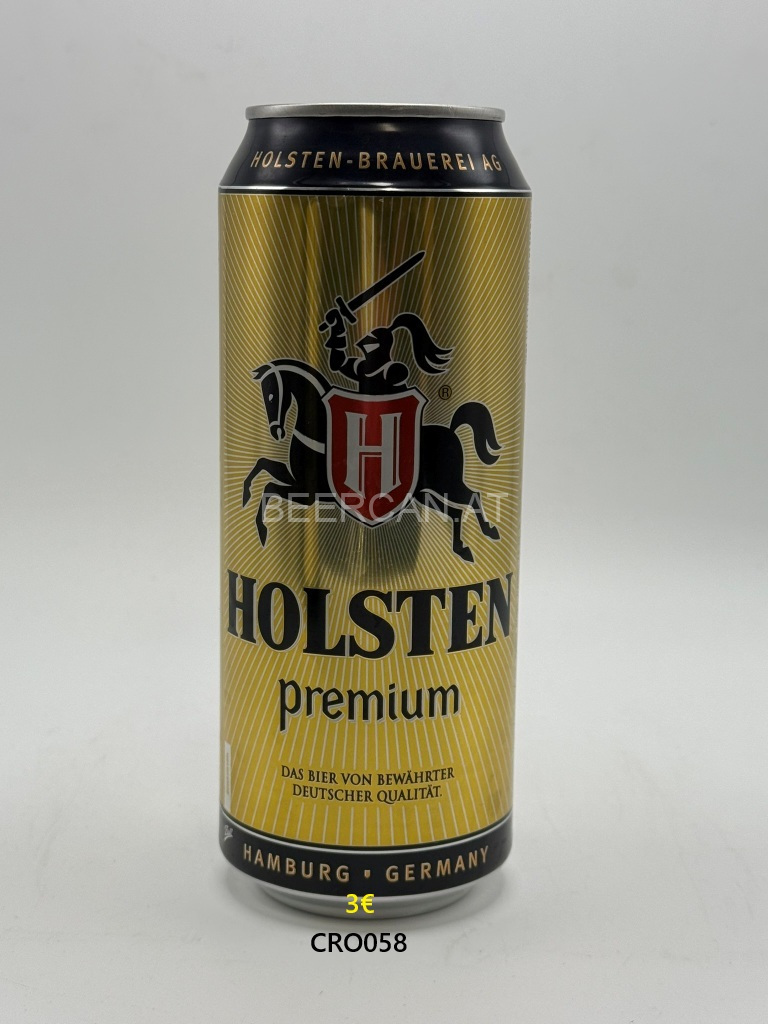 HOLSTEN-BRAUEREI AG
®
H
BEERCAN.AT
HOLSTEN
premium
DAS BIER VON BEWÄHRTER
DEUTSCHER QUALITÄT.
HAMBURG • GERMANY
3€
CRO058